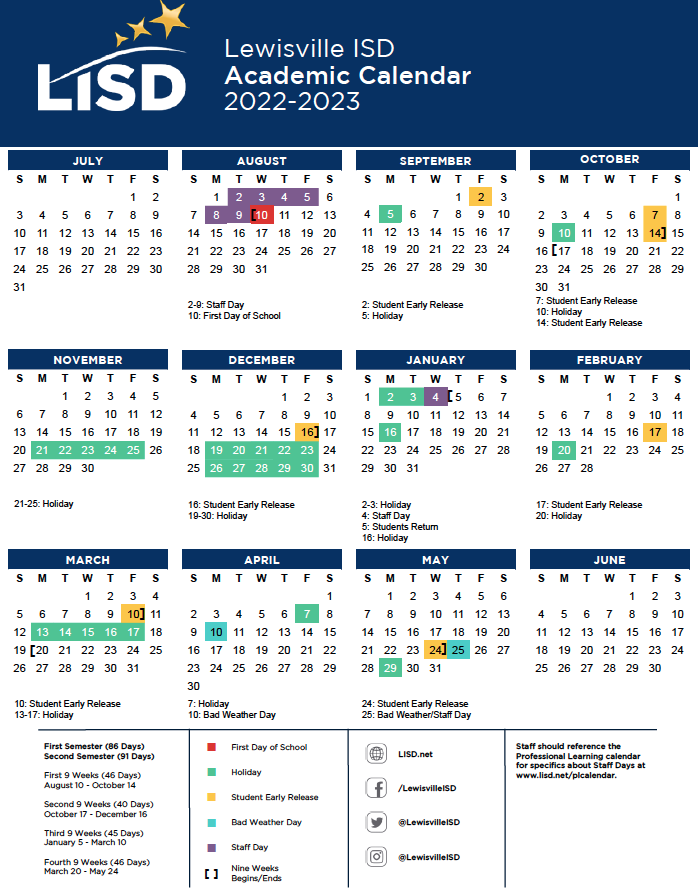 LISD
Lewisville ISD
Academic Calendar
2022-2023
JULY
S M T W T F S
1 2
3 4 5 6 7 8 9
10 11 12 13 14 15 16
17 18 19 20 21 22 23
24 25 26 27 28 29 30
31
AUGUST
S M T W T F S
1 2 3 4 5 6
7 8 9 [10 11 12 13
14 15 16 17 18 19 20
21 22 23 24 25 26 27
28 29 30 31
2-9: Staff Day
10: First Day of School
SEPTEMBER
S M T W T F S
1 2 3
4 5 6 7 8 9 10
11 12 13 14 15 16 17
18 19 20 21 22 23 24
25 26 27 28 29 30
2: Student Early Release
5: Holiday
OCTOBER
S M T W T F S
1
2 3 4 5 6 7 8
9 10 11 12 13 14] 15
16 [17 18 19 20 21 22
23 24 25 26 27 28 29
30 31
7: Student Early Release
10: Holiday
14: Student Early Release
NOVEMBER
S M T W T F S
1 2 3 4 5
6 7 8 9 10 11 12
13 14 15 16 17 18 19
20 21 22 23 24 25 26
27 28 29 30
21-25: Holiday
DECEMBER
S M T W T F S
1 2 3
4 5 6 7 8 9 10
11 12 13 14 15 16] 17
18 19 20 21 22 23 24
25 26 27 28 29 30 31
16: Student Early Release
19-30: Holiday
JANUARY
S M T W T F S
1 2 3 4 [5 6 7
8 9 10 11 12 13 14
15 16 17 18 19 20 21
22 23 24 25 26 27 28
29 30 31
2-3: Holiday
4: Staff Day
5: Students Return
16: Holiday
FEBRUARY
S M T W T F S
1 2 3 4
5 6 7 8 9 10 11
12 13 14 15 16 17 18
19 20 21 22 23 24 25
26 27 28
17: Student Early Release
20: Holiday
MARCH
S M T W T F S
1 2 3 4
5 6 7 8 9 10] 11
12 13 14 15 16 17 18
19 [20 21 22 23 24 25
26 27 28 29 30 31
10: Student Early Release
13-17: Holiday
APRIL
S M T W T F S
1
2 3 4 5 6 7 8
9 10 11 12 13 14 15
16 17 18 19 20 21 22
23 24 25 26 27 28 29
30
7: Holiday
10: Bad Weather Day
MAY
S M T W T F S
1 2 3 4 5 6
7 8 9 10 11 12 13
14 15 16 17 18 19 20
21 22 23 24] 25 26 27
28 29 30 31
24: Student Early Release
25: Bad Weather/Staff Day
JUNE
S M T W T F S
1 2 3
4 5 6 7 8 9 10
11 12 13 14 15 16 17
18 19 20 21 22 23 24
25 26 27 28 29 30
First Semester (86 Days)
Second Semester (91 Days)
First 9 Weeks (46 Days)
August 10 - October 14
Second 9 Weeks (40 Days)
October 17 - December 16
Third 9 Weeks (45 Days)
January 5 - March 10
Fourth 9 Weeks (46 Days)
March 20 - May 24
First Day of School
Holiday
Student Early Release
Bad Weather Day
Staff Day
[ ] Nine Weeks
Begins/Ends
LISD.net
/LewisvilleISD
@LewisvilleISD
@LewisvilleISD
Staff should reference the
Professional Learning calendar
for specifics about Staff Days at
www.lisd.net/plcalendar.